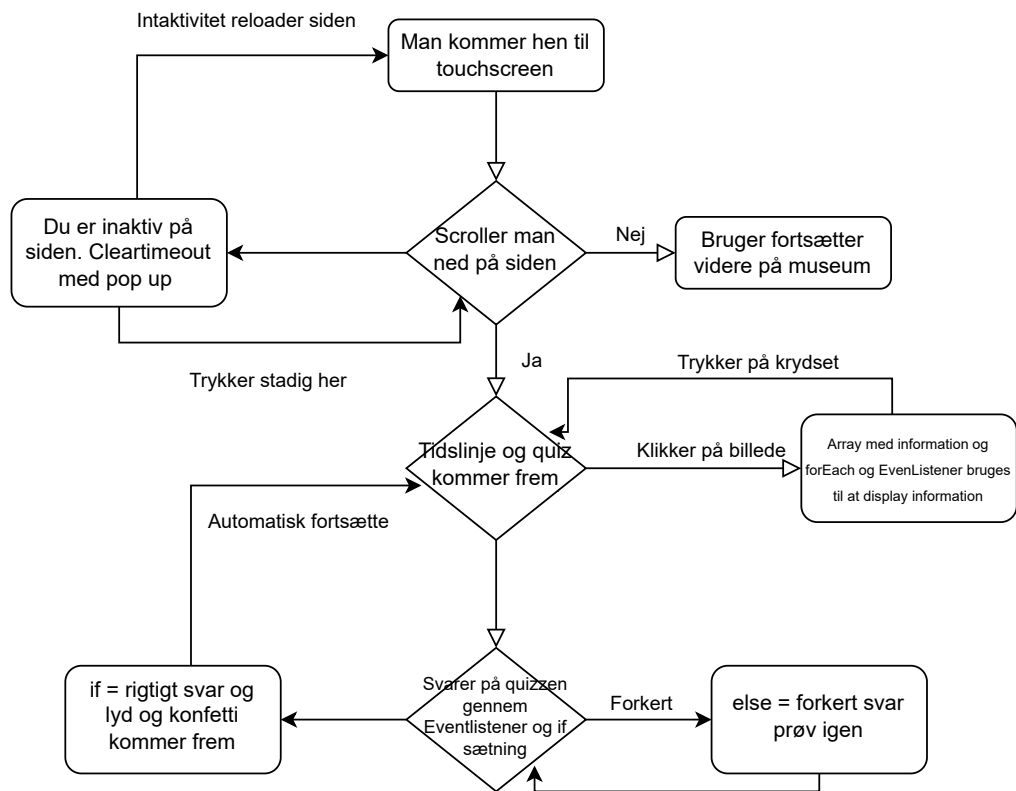 Intaktivitet reloader siden
Man kommer hen til
touchscreen
Du er inaktiv på
siden. Cleartimeout
med pop up
Scroller man
ned på siden
Nej
Bruger fortsætter
videre på museum
Trykker stadig her
Ja
Trykker på krydset
Tidslinje og quiz
kommer frem
Klikker på billede
Array med information og
forEach og EvenListener bruges
til at display information
Automatisk fortsætte
if = rigtigt svar og
lyd og konfetti
kommer frem
Svarer på quizzen
gennem
Eventlistener og if
sætning
Forkert
else = forkert svar
prøv igen